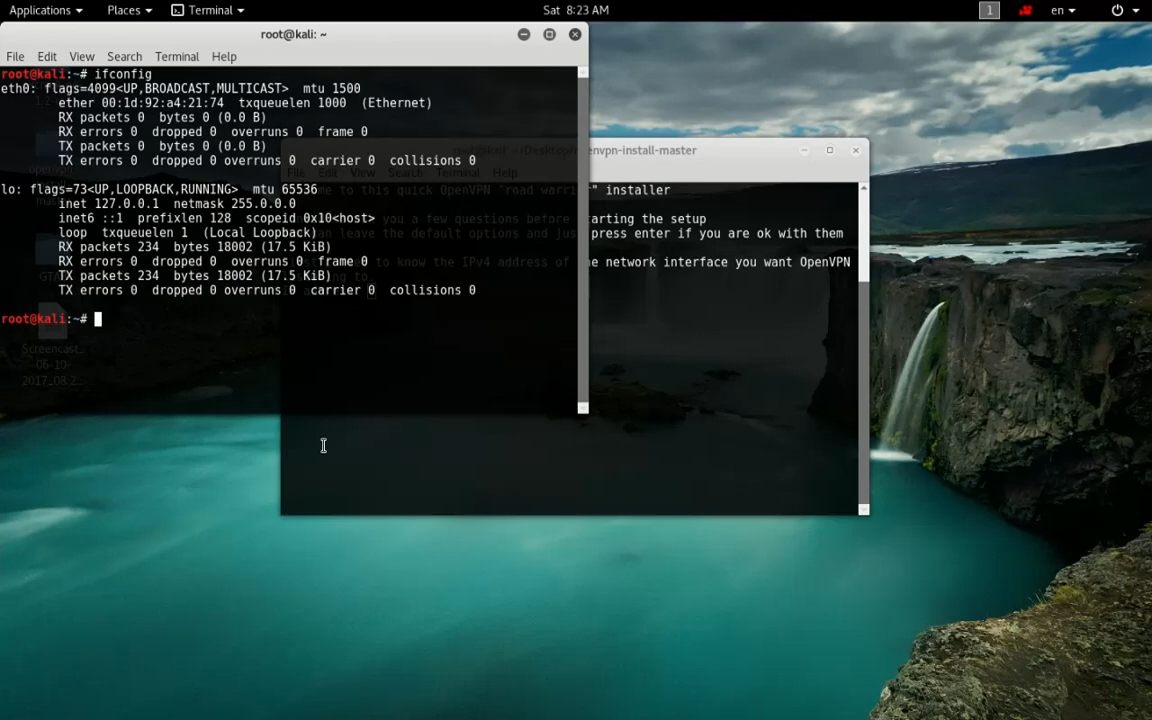 Applications
Places
Terminal
Sat 8:23 AM
1
en
root@kali: ~
File Edit View Search Terminal Help
root@kali:~# ifconfig
eth0: flags=4099<UP,BROADCAST,MULTICAST> mtu 1500
ether 00:1d:92:a4:21:74 txqueuelen 1000 (Ethernet)
RX packets 0 bytes 0 (0.0 B)
RX errors 0 dropped 0 overruns 0 frame 0
TX packets 0 bytes 0 (0.0 B)
TX errors 0 dropped 0 overruns 0 carrier 0 collisions 0
lo: flags=73<UP,LOOPBACK,RUNNING> mtu 65536
inet 127.0.0.1 netmask 255.0.0.0
inet6 ::1 prefixlen 128 scopeid 0x10<host>
loop txqueuelen 1 (Local Loopback)
RX packets 234 bytes 18002 (17.5 KiB)
RX errors 0 dropped 0 overruns 0 frame 0
TX packets 234 bytes 18002 (17.5 KiB)
TX errors 0 dropped 0 overruns 0 carrier 0 collisions 0
root@kali:~#
envpn-install-master
File Edit View Search Terminal Help
me to this quick OpenVPN "road warri " installer
you a few questions before tarting the setup
an leave the default options and jus press enter if you are ok with them
to know the IPv4 address of ne network interface you want OpenVPN
Screencast_
06-10-
2017_08:2...